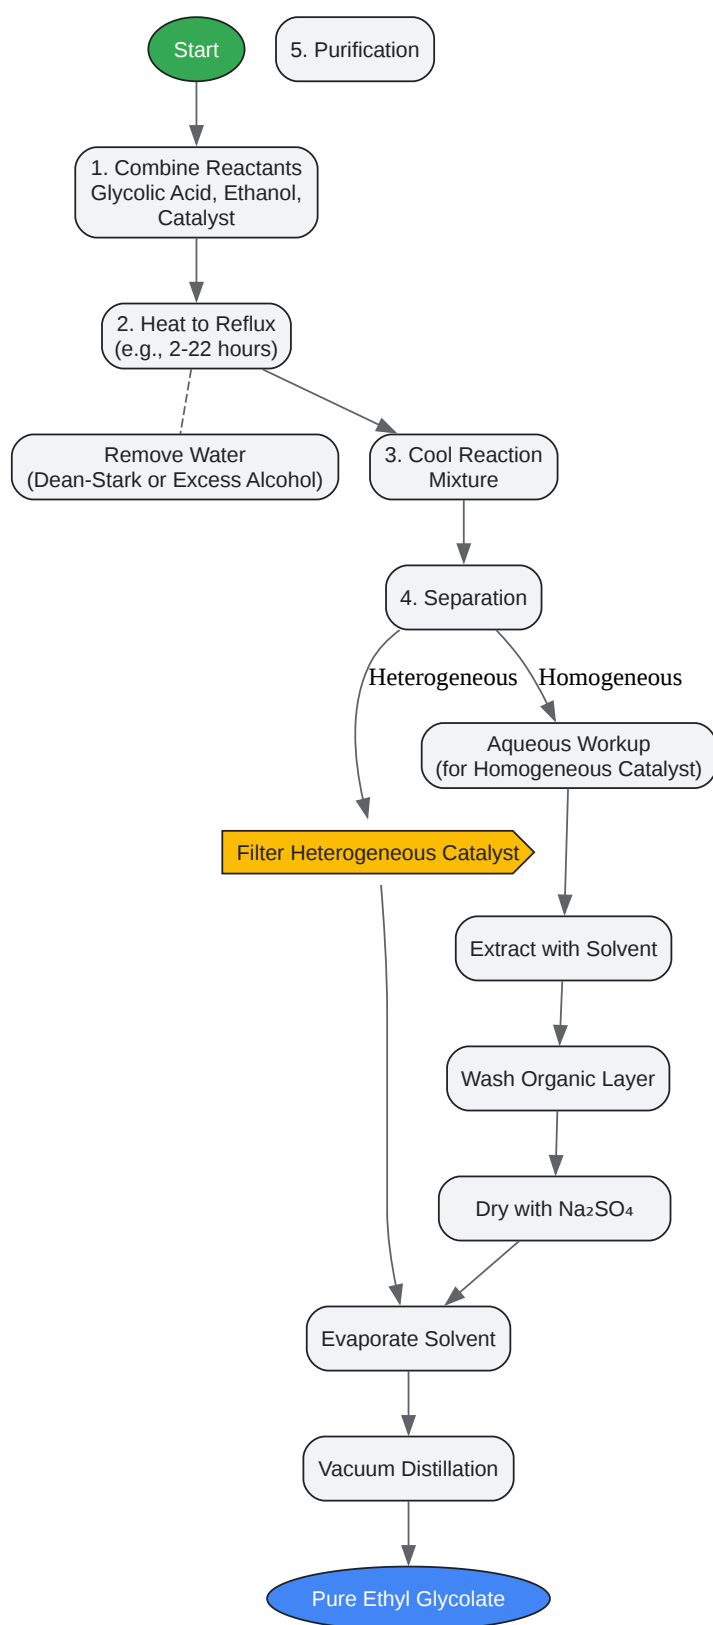 Start
5. Purification
1. Combine Reactants
Glycolic Acid, Ethanol,
Catalyst
2. Heat to Reflux
(e.g., 2-22 hours)
Remove Water
(Dean-Stark or Excess Alcohol)
3. Cool Reaction
Mixture
4. Separation
Heterogeneous
Homogeneous
Aqueous Workup
(for Homogeneous Catalyst)
Filter Heterogeneous Catalyst
Extract with Solvent
Wash Organic Layer
Dry with Na₂SO₄
Evaporate Solvent
Vacuum Distillation
Pure Ethyl Glycolate